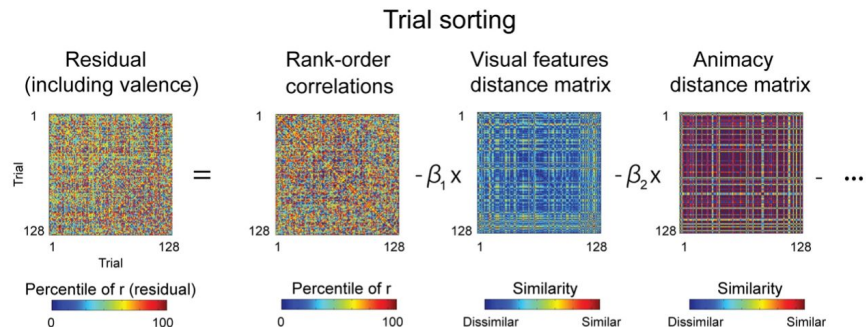 Trial sorting
Residual
(including valence)
Rank-order
correlations
Visual features
distance matrix
Animacy
distance matrix
1
Trial
128
1
128
Trial
=
1
128
1
128
- β₁ x
1
128
1
128
- β₂ x
1
128
1
128
- ...
Percentile of r (residual)
0
100
Percentile of r
0
100
Similarity
Dissimilar
Similar
Similarity
Dissimilar
Similar